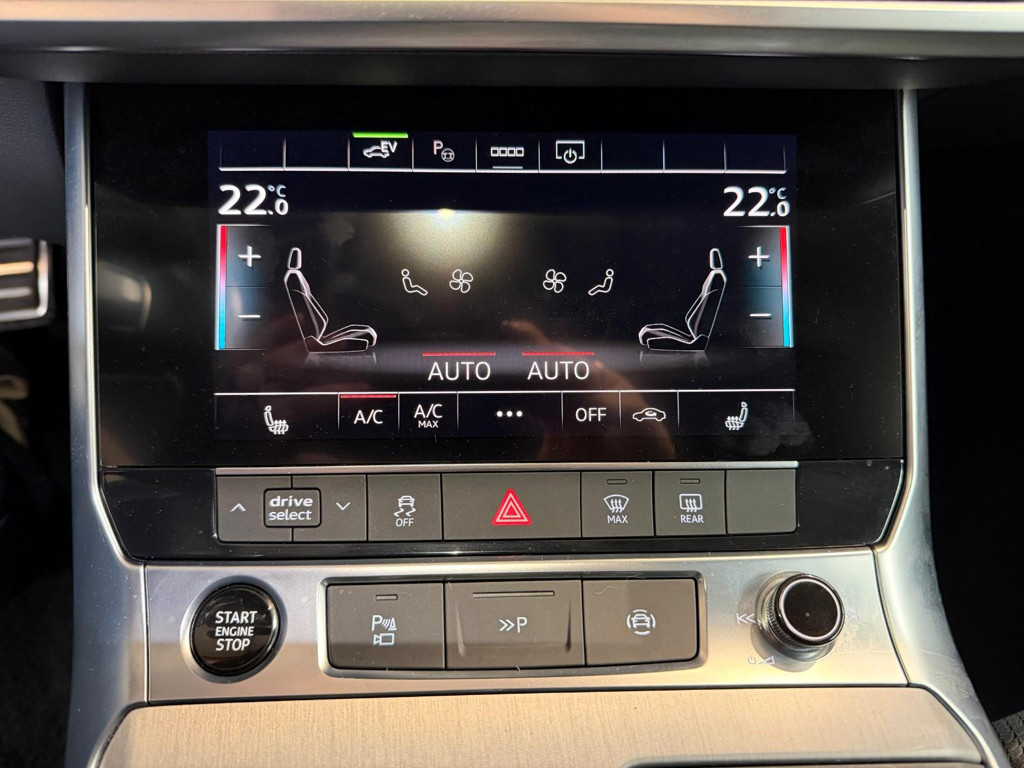 EV P
22.0 °C 22.0 °C
+ +
- -
AUTO AUTO
A/C A/C MAX ••• OFF
drive select OFF MAX REAR
START
ENGINE
STOP
P >>P